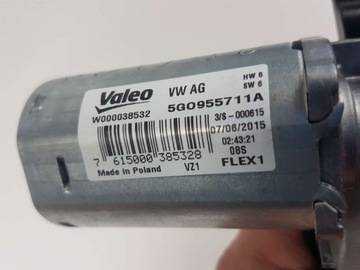 Valeo VW AG HW 6
SW 6
5G0955711A
W000038532 3/S-000615
07/06/2015
02:43:21
08S
7 615000 385328 FLEX1
Made in Poland VZ1